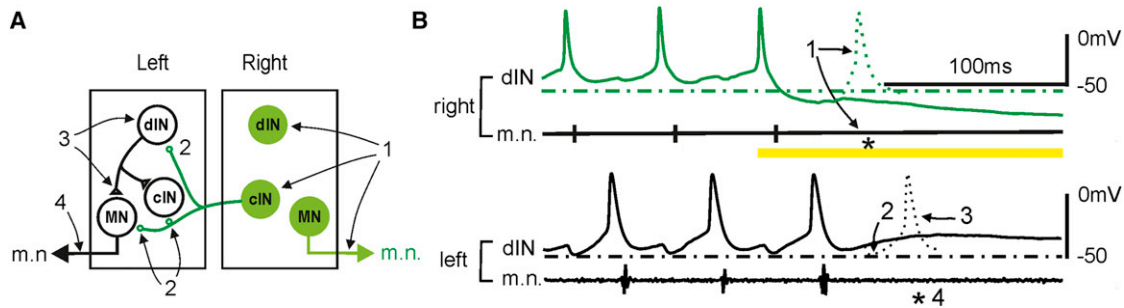 A
Left
Right
dIN
dIN
3
2
1
cIN
cIN
4
MN
MN
m.n
m.n.
2
B
1
0mV
100ms
dIN
-50
right
m.n.
*
0mV
2
3
dIN
left
-50
m.n.
* 4